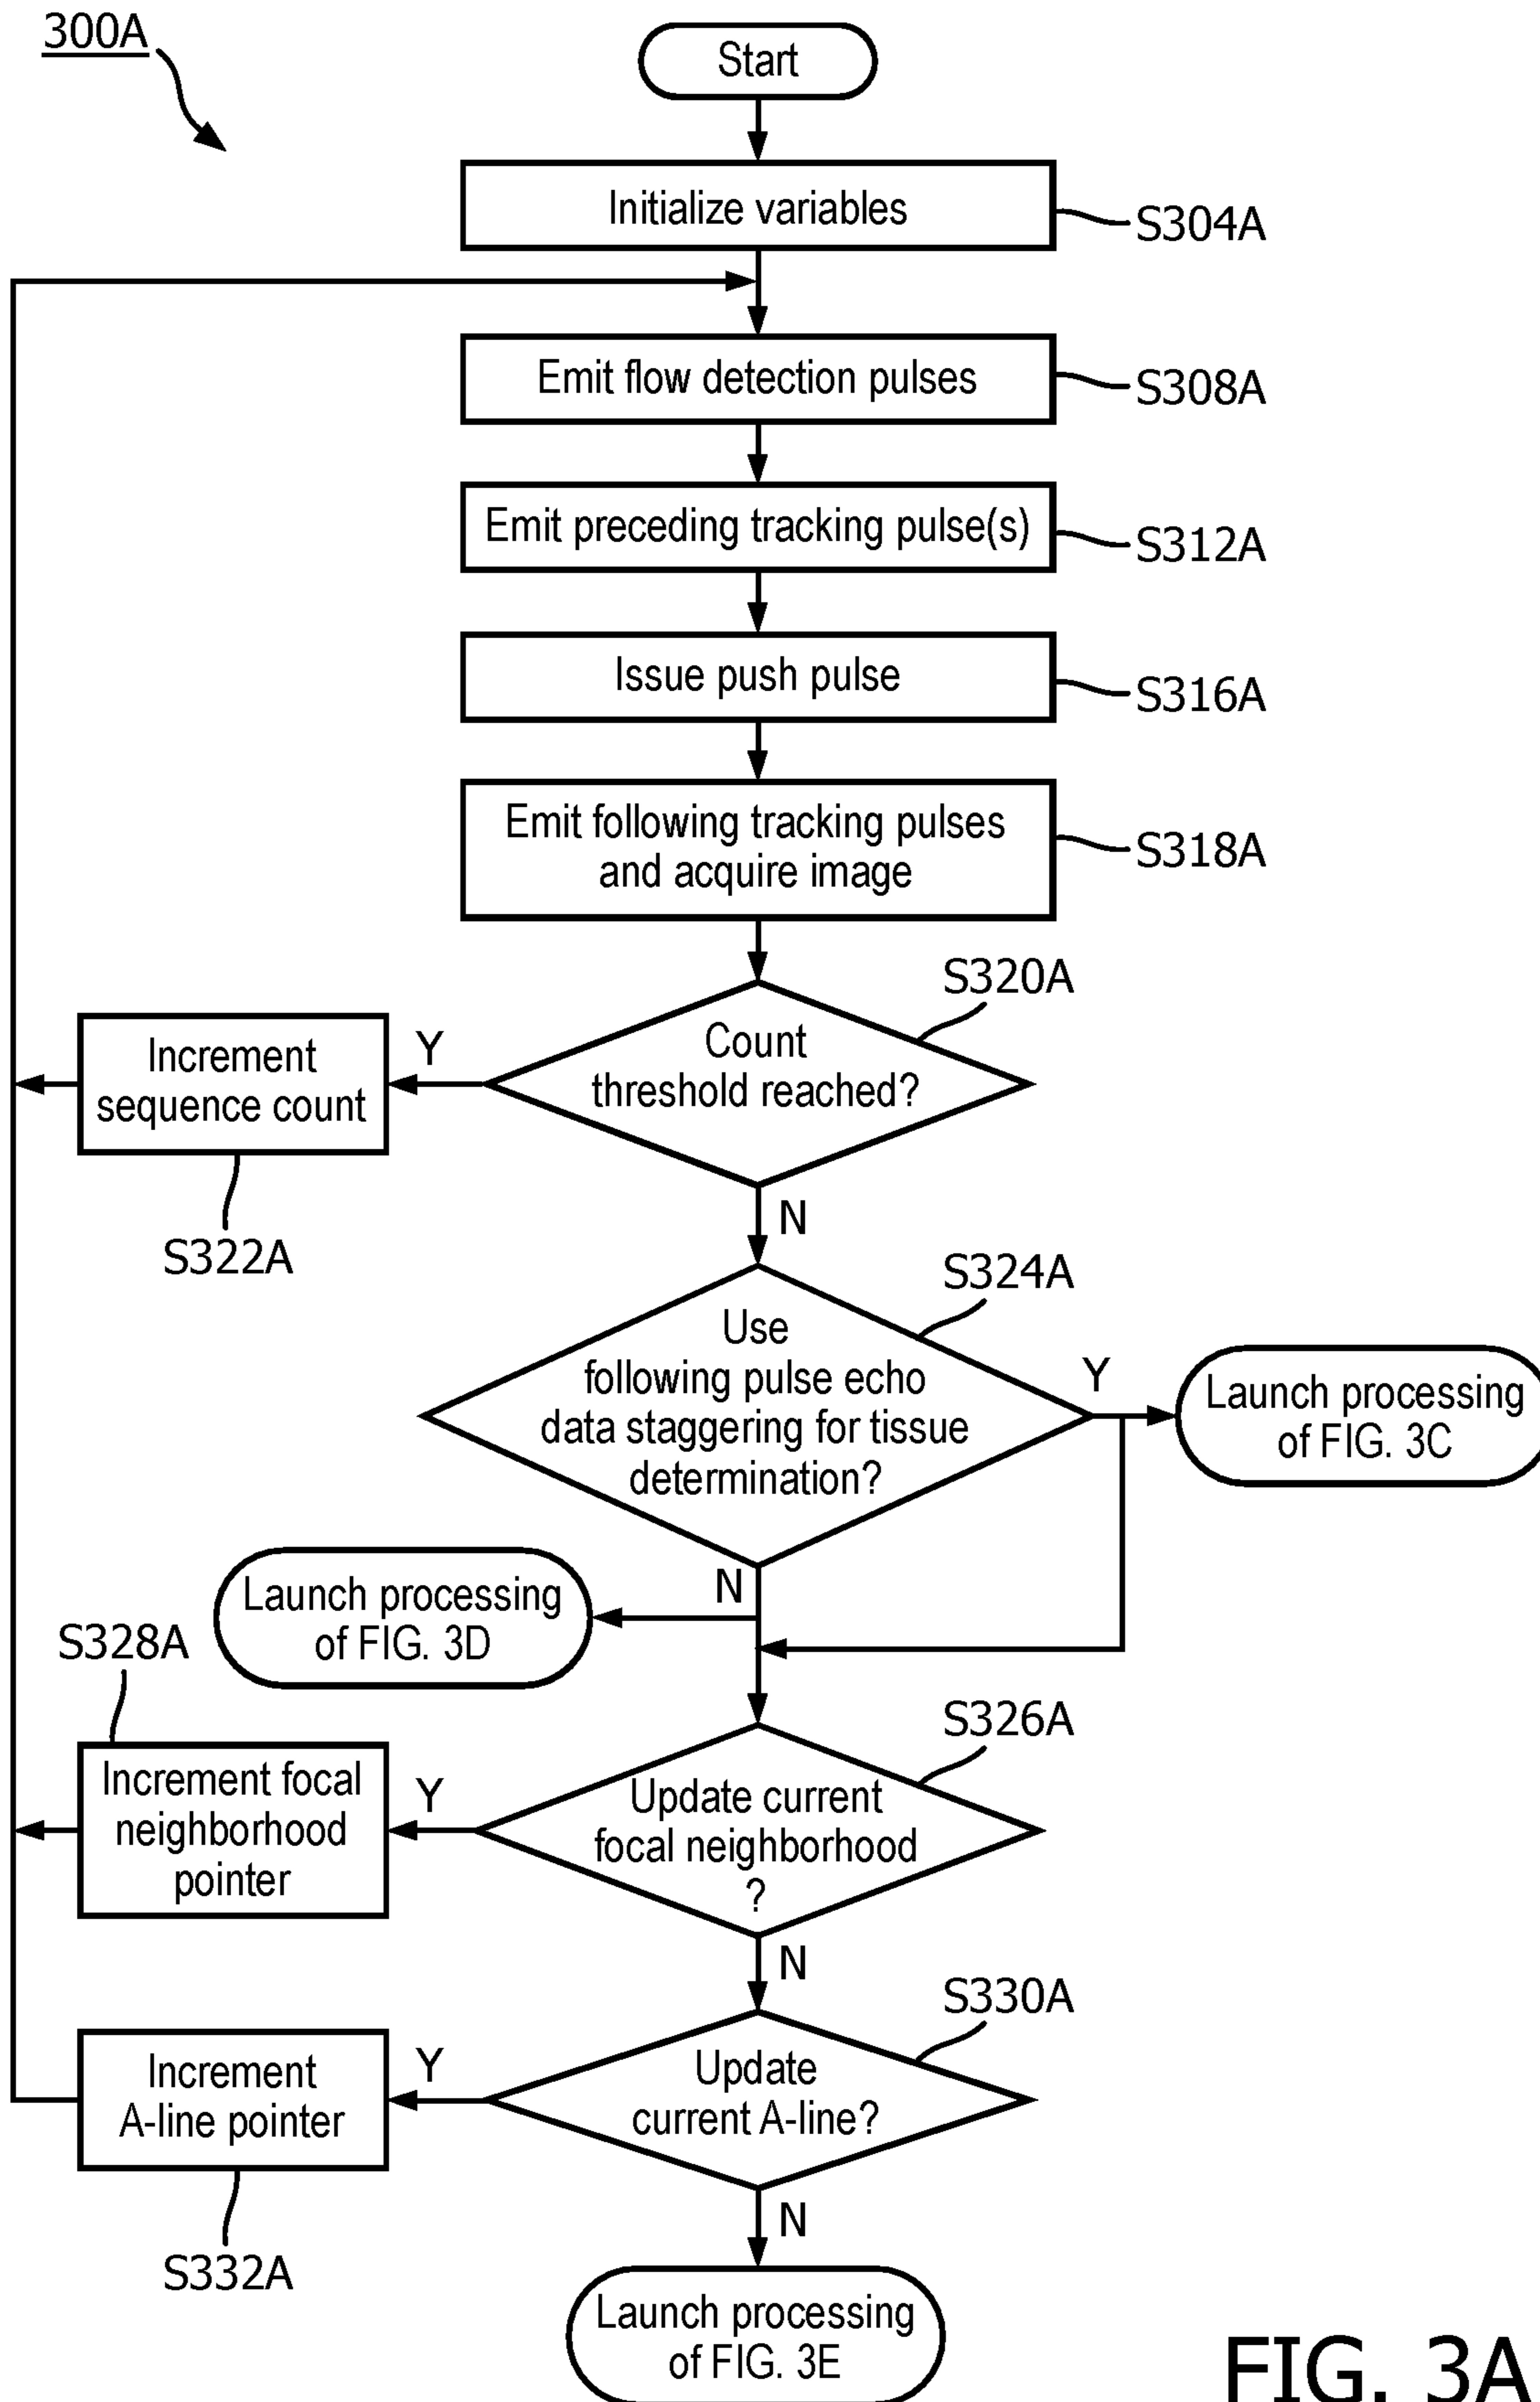 300A
Start
Initialize variables
S304A
Emit flow detection pulses
S308A
Emit preceding tracking pulse(s)
S312A
Issue push pulse
S316A
Emit following tracking pulses
and acquire image
S318A
S320A
Count
threshold reached?
Y
Increment
sequence count
S322A
N
S324A
Use
following pulse echo
data staggering for tissue
determination?
Y
Launch processing
of FIG. 3C
N
Launch processing
of FIG. 3D
S328A
S326A
Update current
focal neighborhood
?
Y
Increment focal
neighborhood
pointer
N
S330A
Update
current A-line?
Y
Increment
A-line pointer
S332A
N
Launch processing
of FIG. 3E
FIG. 3A